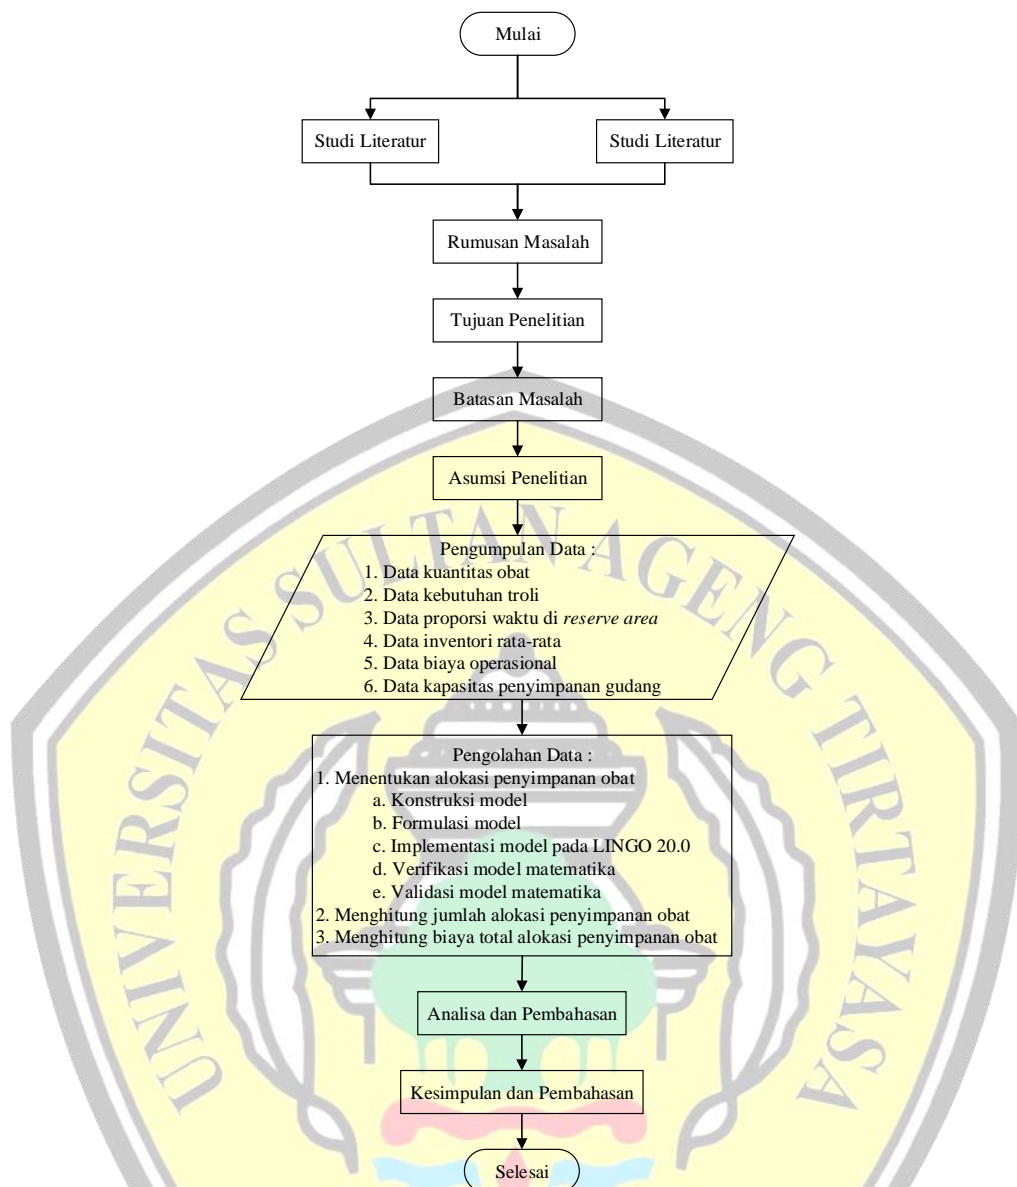 Mulai
Studi Literatur
Studi Literatur
Rumusan Masalah
Tujuan Penelitian
Batasan Masalah
Asumsi Penelitian
Pengumpulan Data :
1. Data kuantitas obat
2. Data kebutuhan troli
3. Data proporsi waktu di reserve area
4. Data inventori rata-rata
5. Data biaya operasional
6. Data kapasitas penyimpanan gudang
Pengolahan Data :
1. Menentukan alokasi penyimpanan obat
a. Konstruksi model
b. Formulasi model
c. Implementasi model pada LINGO 20.0
d. Verifikasi model matematika
e. Validasi model matematika
2. Menghitung jumlah alokasi penyimpanan obat
3. Menghitung biaya total alokasi penyimpanan obat
Analisa dan Pembahasan
Kesimpulan dan Pembahasan
Selesai
UNIVERSITAS SULTAN AGENG TIRTAYASA